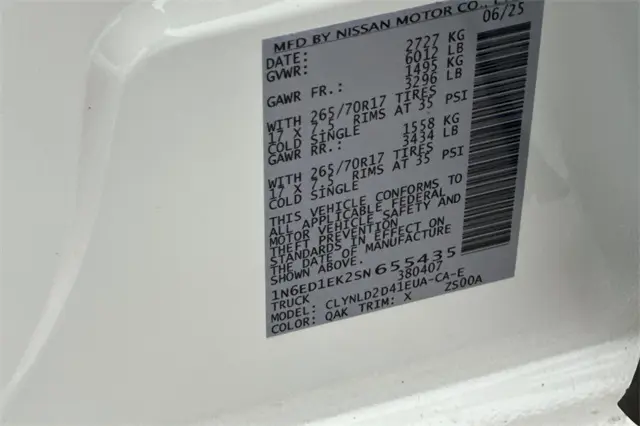 MFD BY NISSAN MOTOR CO., L
DATE: 06/25
GVWR: 2727 KG
6012 LB
GAWR FR.: 1495 KG
3296 LB
WITH 265/70R17 TIRES
17 X 7.5 RIMS AT 35 PSI
COLD SINGLE
GAWR RR.: 1558 KG
3434 LB
WITH 265/70R17 TIRES
17 X 7.5 RIMS AT 35 PSI
COLD SINGLE
THIS VEHICLE CONFORMS TO
ALL APPLICABLE FEDERAL
MOTOR VEHICLE SAFETY AND
THEFT PREVENTION
STANDARDS IN EFFECT ON
THE DATE OF MANUFACTURE
SHOWN ABOVE.
1N6ED1EK2SN655435
TRUCK 380407
MODEL: CLYNLD2D41EUA-CA-E
COLOR: QAK TRIM: X ZS00A